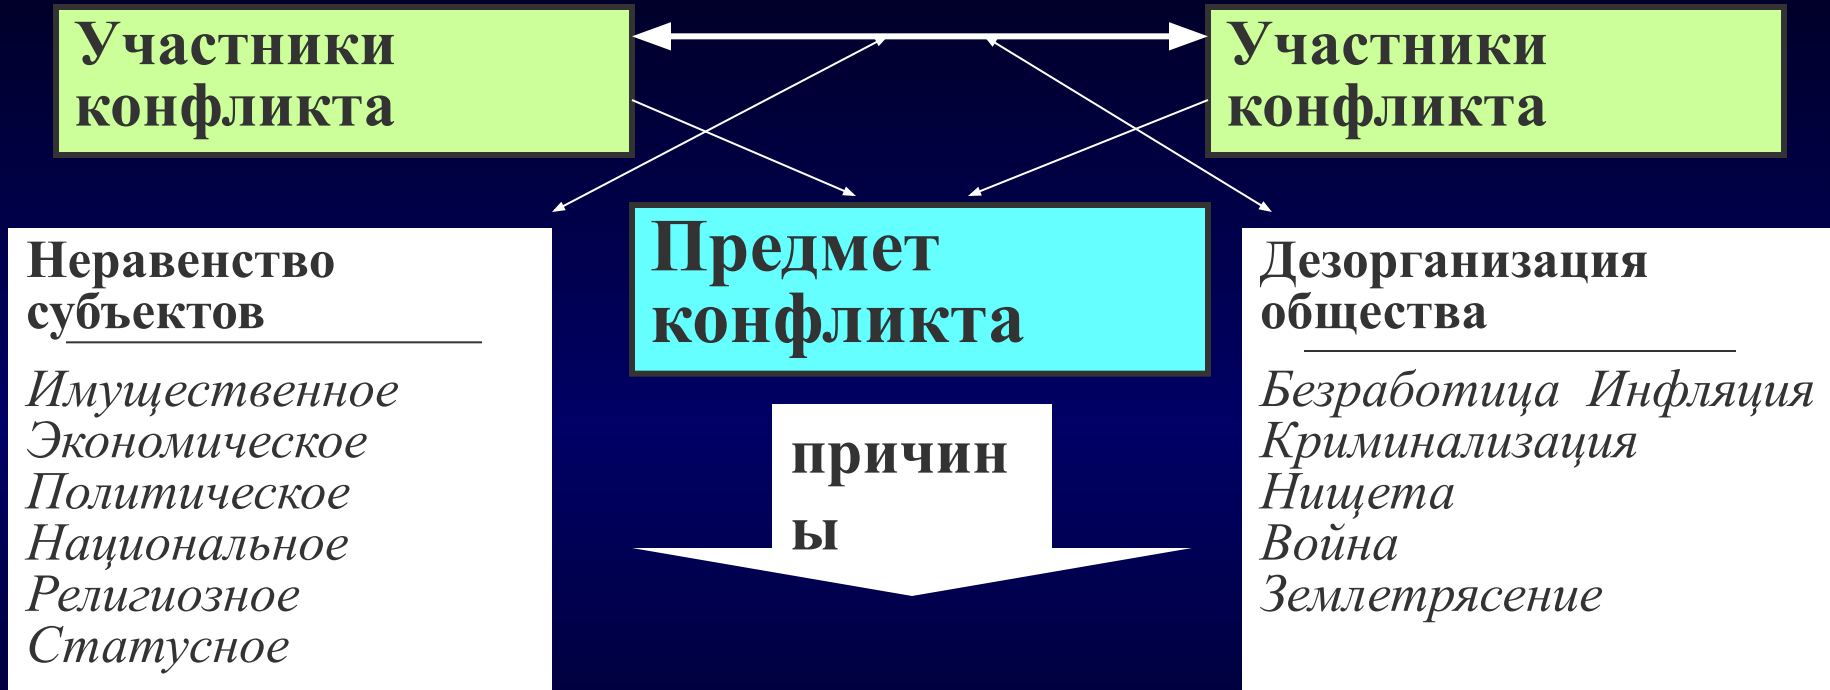 Участники
конфликта
Участники
конфликта
Предмет
конфликта
Неравенство
субъектов
Имущественное
Экономическое
Политическое
Национальное
Религиозное
Статусное
причин
ы
Дезорганизация
общества
Безработица Инфляция
Криминализация
Нищета
Война
Землетрясение